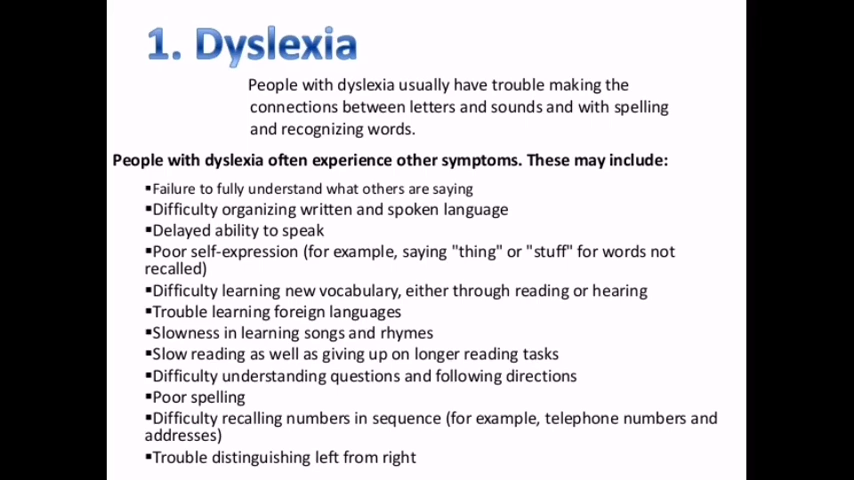 1. Dyslexia
People with dyslexia usually have trouble making the
connections between letters and sounds and with spelling
and recognizing words.
People with dyslexia often experience other symptoms. These may include:
▪Failure to fully understand what others are saying
▪Difficulty organizing written and spoken language
▪Delayed ability to speak
▪Poor self-expression (for example, saying "thing" or "stuff" for words not
recalled)
▪Difficulty learning new vocabulary, either through reading or hearing
▪Trouble learning foreign languages
▪Slowness in learning songs and rhymes
▪Slow reading as well as giving up on longer reading tasks
▪Difficulty understanding questions and following directions
▪Poor spelling
▪Difficulty recalling numbers in sequence (for example, telephone numbers and
addresses)
▪Trouble distinguishing left from right